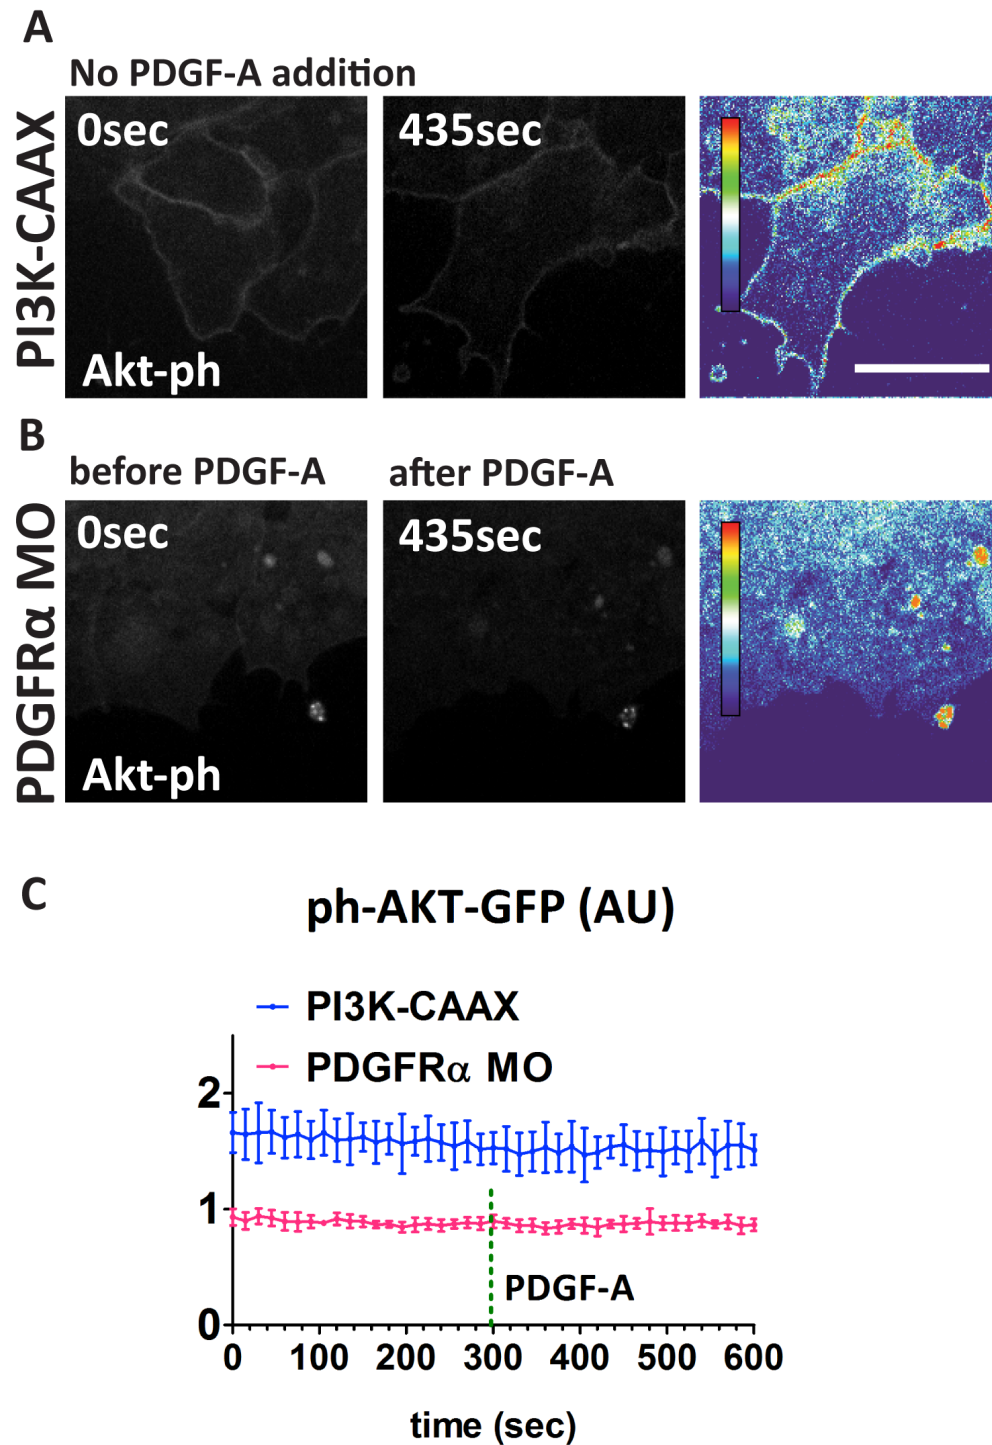 A
No PDGF-A addition
PI3K-CAAX
0sec
435sec
Akt-ph
B
before PDGF-A
after PDGF-A
PDGFRα MO
0sec
435sec
Akt-ph
C
ph-AKT-GFP (AU)
PI3K-CAAX
PDGFRα MO
2
1
0
PDGF-A
0 100 200 300 400 500 600
time (sec)